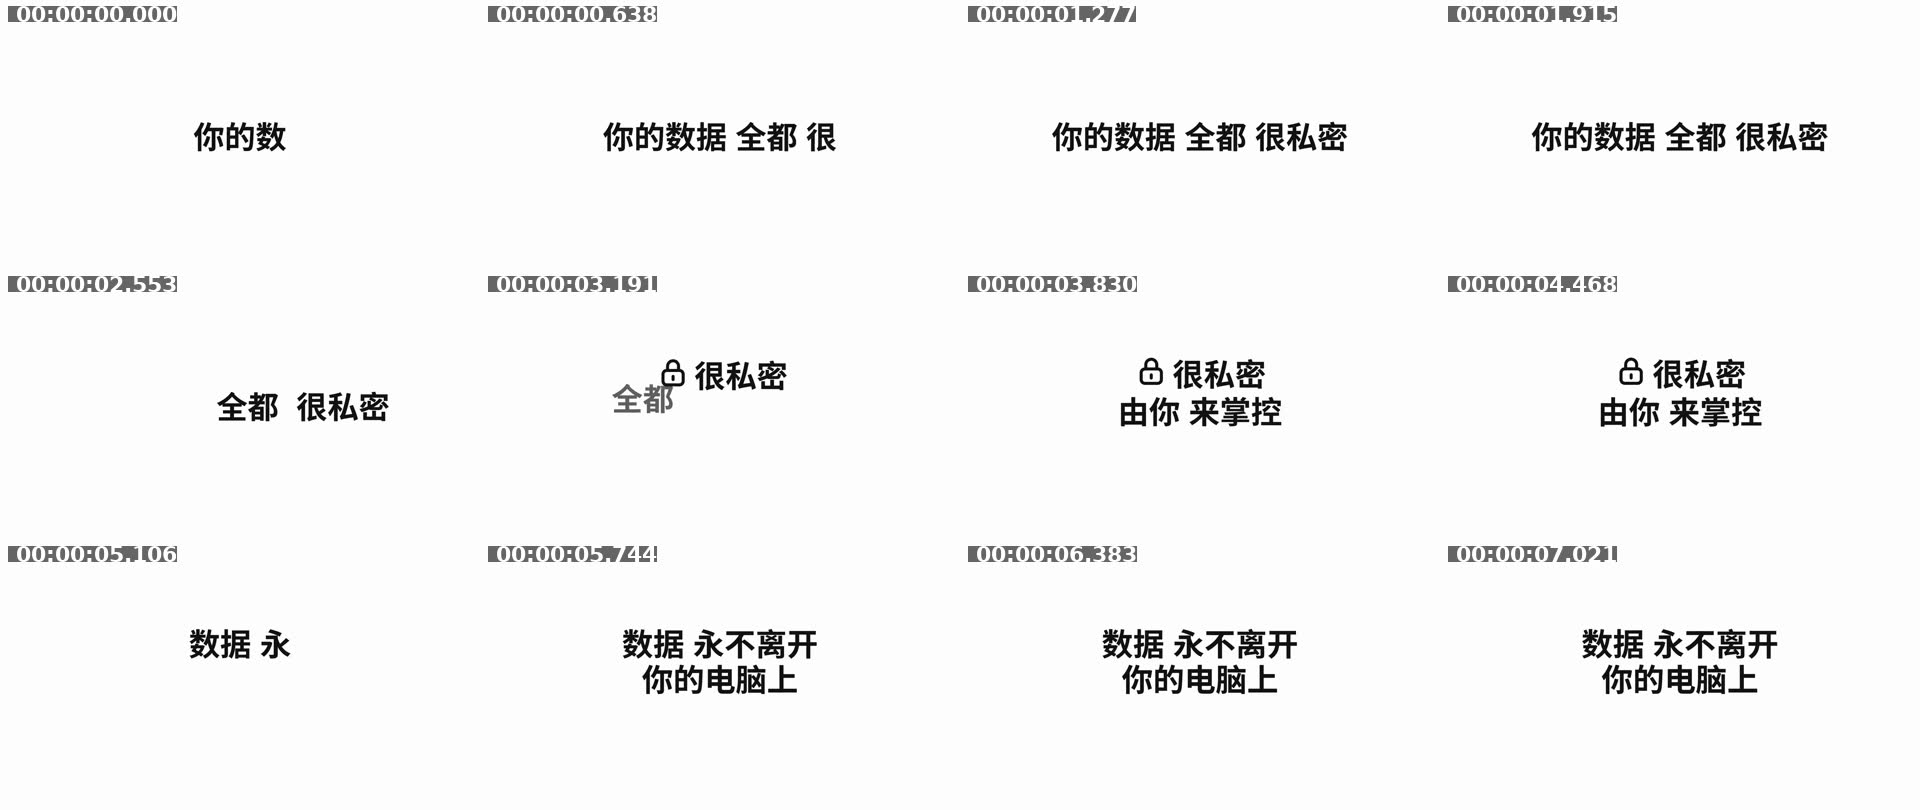 00:00:00.000
你的数
00:00:00.638
你的数据 全都 很
00:00:01.277
你的数据 全都 很私密
00:00:01.915
你的数据 全都 很私密
00:00:02.553
全都 很私密
00:00:03.191
很私密
全都
00:00:03.830
很私密
由你 来掌控
00:00:04.468
很私密
由你 来掌控
00:00:05.106
数据 永
00:00:05.744
数据 永不离开
你的电脑上
00:00:06.383
数据 永不离开
你的电脑上
00:00:07.021
数据 永不离开
你的电脑上